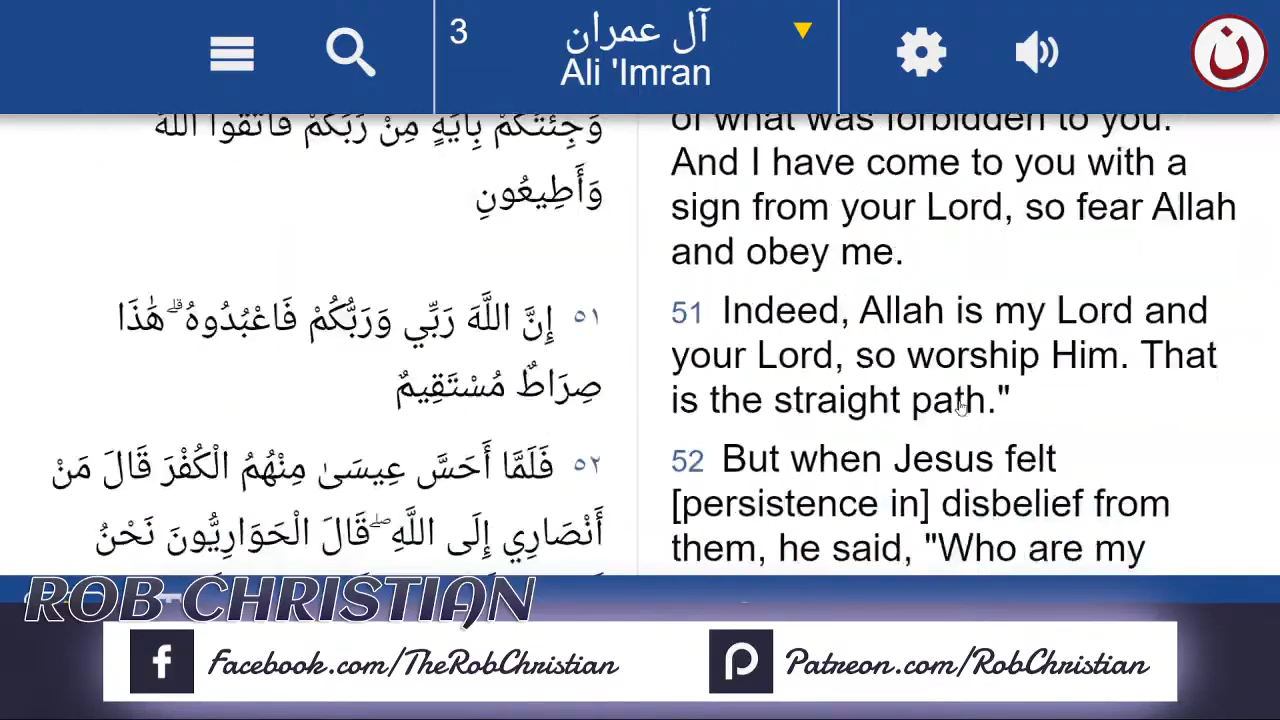 3
آل عمران
Ali 'Imran
ن
وَجِئْتُكُمْ بِآيَةٍ مِنْ رَبِّكُمْ فَاتَّقُوا اللَّهَ
وَأَطِيعُونِ
٥١ إِنَّ اللَّهَ رَبِّي وَرَبُّكُمْ فَاعْبُدُوهُ ۗ هَٰذَا
صِرَاطٌ مُسْتَقِيمٌ
٥٢ فَلَمَّا أَحَسَّ عِيسَىٰ مِنْهُمُ الْكُفْرَ قَالَ مَنْ
أَنْصَارِي إِلَى اللَّهِ ۖ قَالَ الْحَوَارِيُّونَ نَحْنُ
of what was forbidden to you.
And I have come to you with a
sign from your Lord, so fear Allah
and obey me.
51 Indeed, Allah is my Lord and
your Lord, so worship Him. That
is the straight path."
52 But when Jesus felt
[persistence in] disbelief from
them, he said, "Who are my
ROB CHRISTIAN
Facebook.com/TheRobChristian
Patreon.com/RobChristian